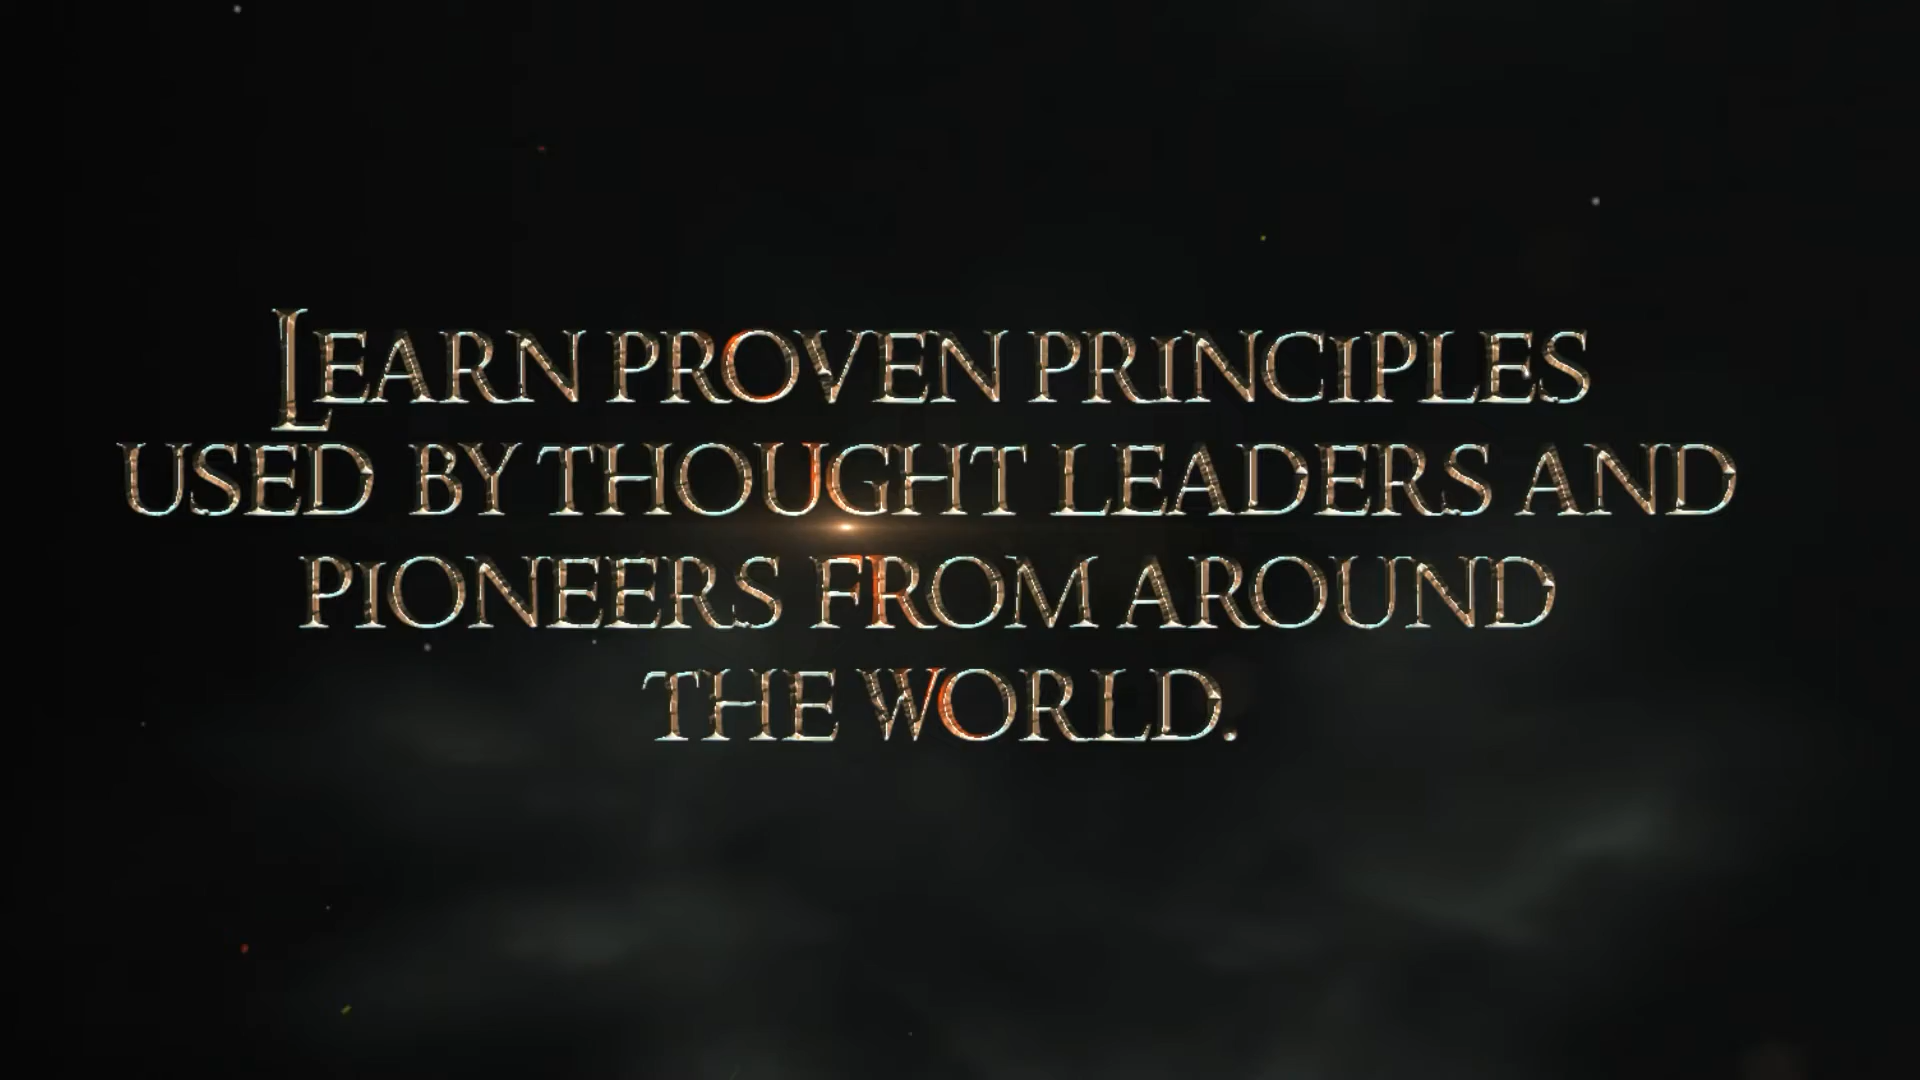 Learn proven principles
used by thought leaders and
pioneers from around
the world.